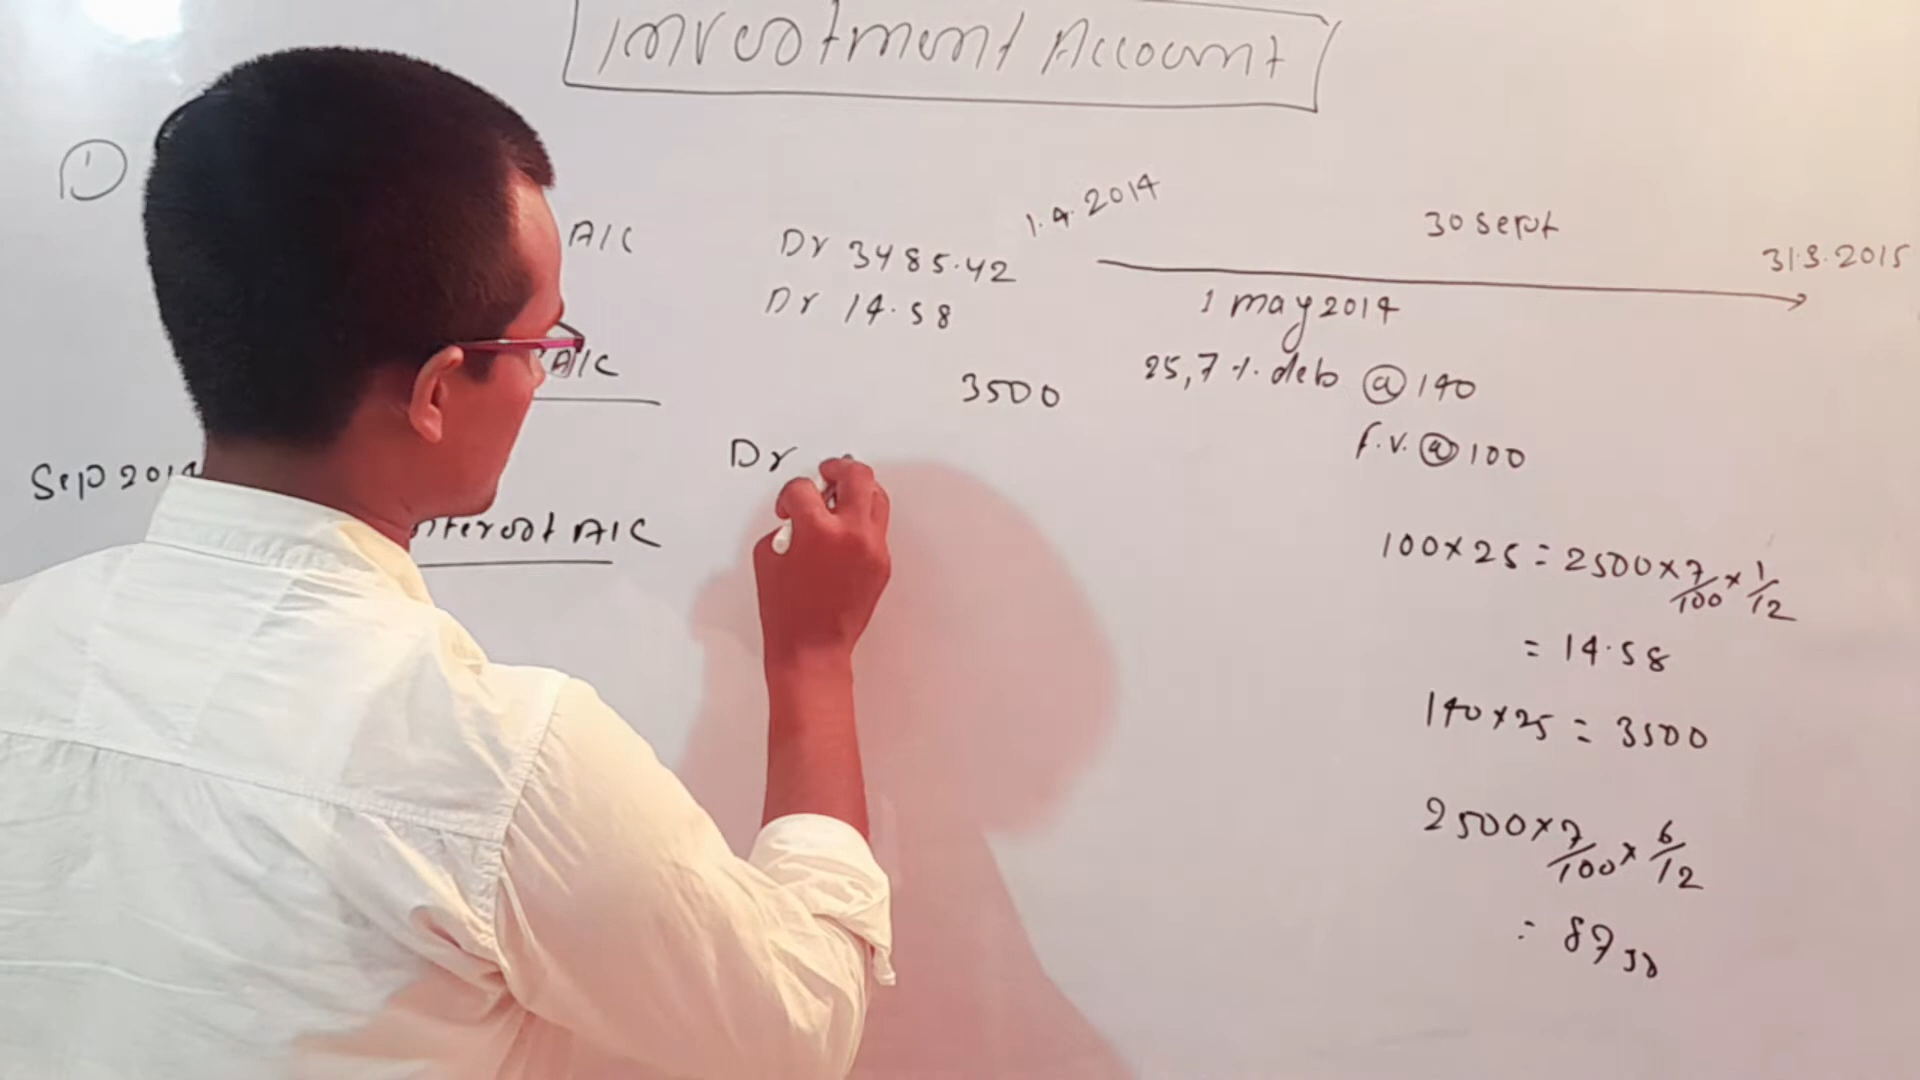 Investment Account
1
A/C Dr 3485.42
Dr 14.58
A/C 3500
Sep 2014 Dr
Interest A/C
1.4.2014
30 Sept
31.3.2015
1 may 2014
25, 7 % deb @ 140
F.V. @ 100
100 x 25 = 2500 x 7/100 x 1/12
= 14.58
140 x 25 = 3500
2500 x 7/100 x 6/12
= 87 50